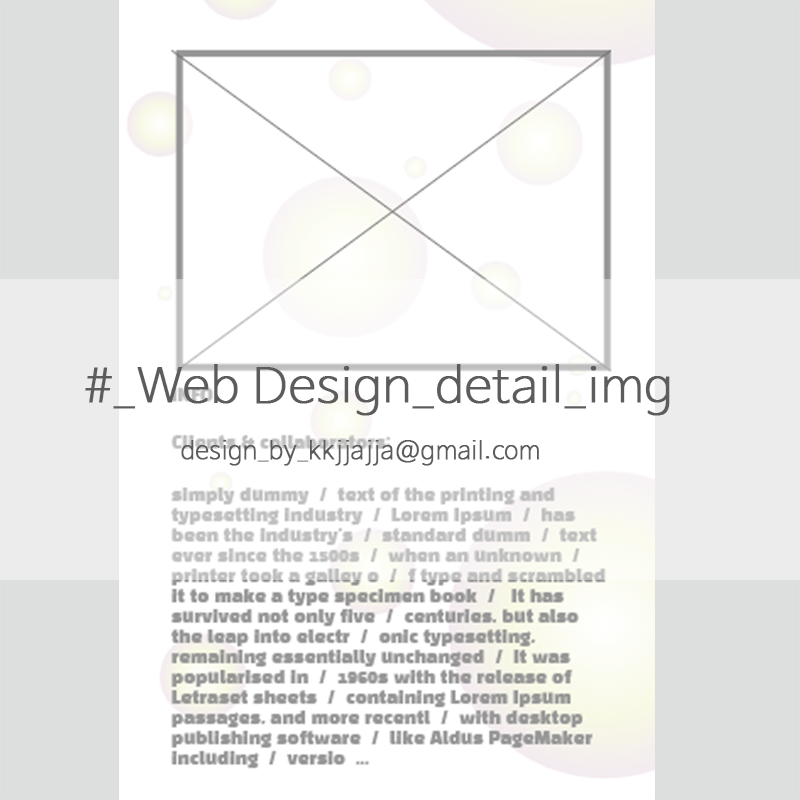 #_Web Design_detail_img
INFO
Clients & collaborators:
design_by_kkjjajja@gmail.com
simply dummy / text of the printing and
typesetting industry / Lorem Ipsum / has
been the industry's / standard dumm / text
ever since the 1500s / when an unknown /
printer took a galley o / f type and scrambled
it to make a type specimen book / It has
survived not only five / centuries. but also
the leap into electr / onic typesetting.
remaining essentially unchanged / It was
popularised in / 1960s with the release of
Letraset sheets / containing Lorem Ipsum
passages. and more recentl / with desktop
publishing software / like Aldus PageMaker
including / versio ...